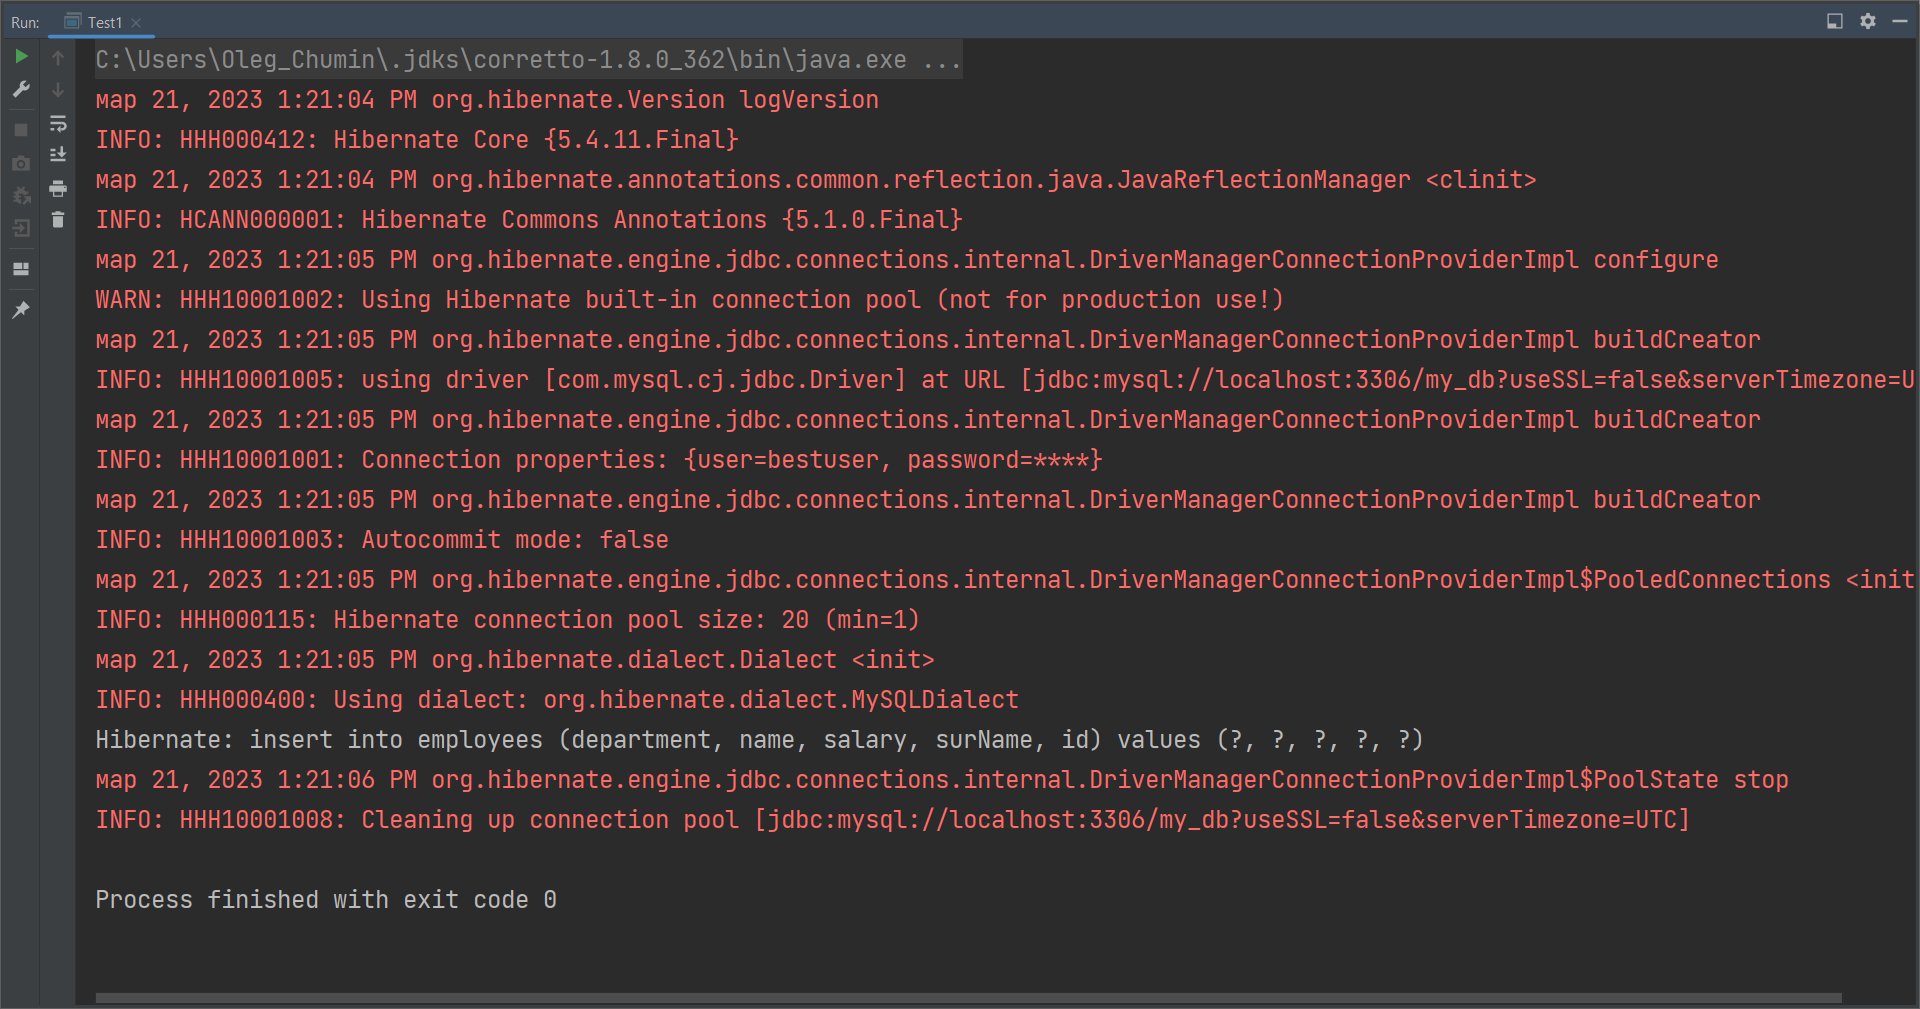 Run: Test1
C:\Users\Oleg_Chumin\.jdks\corretto-1.8.0_362\bin\java.exe ...
мар 21, 2023 1:21:04 PM org.hibernate.Version logVersion
INFO: HHH000412: Hibernate Core {5.4.11.Final}
мар 21, 2023 1:21:04 PM org.hibernate.annotations.common.reflection.java.JavaReflectionManager <clinit>
INFO: HCANN000001: Hibernate Commons Annotations {5.1.0.Final}
мар 21, 2023 1:21:05 PM org.hibernate.engine.jdbc.connections.internal.DriverManagerConnectionProviderImpl configure
WARN: HHH10001002: Using Hibernate built-in connection pool (not for production use!)
мар 21, 2023 1:21:05 PM org.hibernate.engine.jdbc.connections.internal.DriverManagerConnectionProviderImpl buildCreator
INFO: HHH10001005: using driver [com.mysql.cj.jdbc.Driver] at URL [jdbc:mysql://localhost:3306/my_db?useSSL=false&serverTimezone=U
мар 21, 2023 1:21:05 PM org.hibernate.engine.jdbc.connections.internal.DriverManagerConnectionProviderImpl buildCreator
INFO: HHH10001001: Connection properties: {user=bestuser, password=****}
мар 21, 2023 1:21:05 PM org.hibernate.engine.jdbc.connections.internal.DriverManagerConnectionProviderImpl buildCreator
INFO: HHH10001003: Autocommit mode: false
мар 21, 2023 1:21:05 PM org.hibernate.engine.jdbc.connections.internal.DriverManagerConnectionProviderImpl$PooledConnections <init
INFO: HHH000115: Hibernate connection pool size: 20 (min=1)
мар 21, 2023 1:21:05 PM org.hibernate.dialect.Dialect <init>
INFO: HHH000400: Using dialect: org.hibernate.dialect.MySQLDialect
Hibernate: insert into employees (department, name, salary, surName, id) values (?, ?, ?, ?, ?)
мар 21, 2023 1:21:06 PM org.hibernate.engine.jdbc.connections.internal.DriverManagerConnectionProviderImpl$PoolState stop
INFO: HHH10001008: Cleaning up connection pool [jdbc:mysql://localhost:3306/my_db?useSSL=false&serverTimezone=UTC]
Process finished with exit code 0